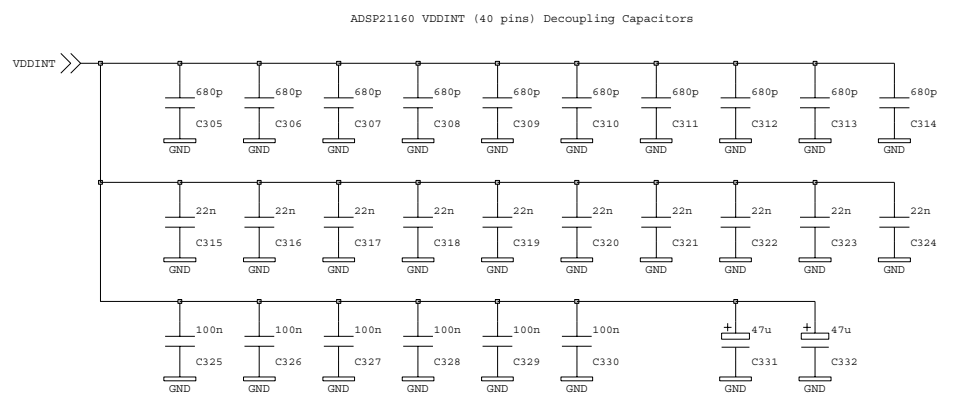 ADSP21160 VDDINT (40 pins) Decoupling Capacitors
VDDINT
680p 680p 680p 680p 680p 680p 680p 680p 680p 680p
C305 C306 C307 C308 C309 C310 C311 C312 C313 C314
GND GND GND GND GND GND GND GND GND GND
22n 22n 22n 22n 22n 22n 22n 22n 22n 22n
C315 C316 C317 C318 C319 C320 C321 C322 C323 C324
GND GND GND GND GND GND GND GND GND GND
100n 100n 100n 100n 100n 100n + 47u + 47u
C325 C326 C327 C328 C329 C330 C331 C332
GND GND GND GND GND GND GND GND